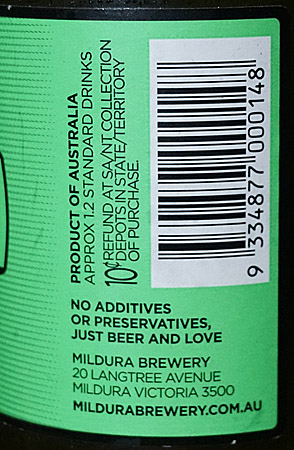 PRODUCT OF AUSTRALIA
APPROX 1.2 STANDARD DRINKS
10¢ REFUND AT SA/NT COLLECTION
DEPOTS IN STATE/TERRITORY
OF PURCHASE.
9 334877 000148
NO ADDITIVES
OR PRESERVATIVES,
JUST BEER AND LOVE
MILDURA BREWERY
20 LANGTREE AVENUE
MILDURA VICTORIA 3500
MILDURABREWERY.COM.AU